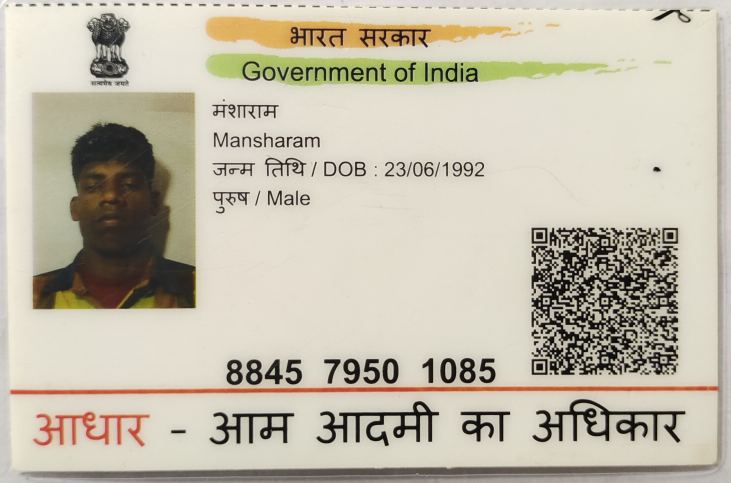 भारत सरकार
Government of India
सत्यमेव जयते
मंशाराम
Mansharam
जन्म तिथि / DOB : 23/06/1992
पुरुष / Male
8845 7950 1085
आधार - आम आदमी का अधिकार